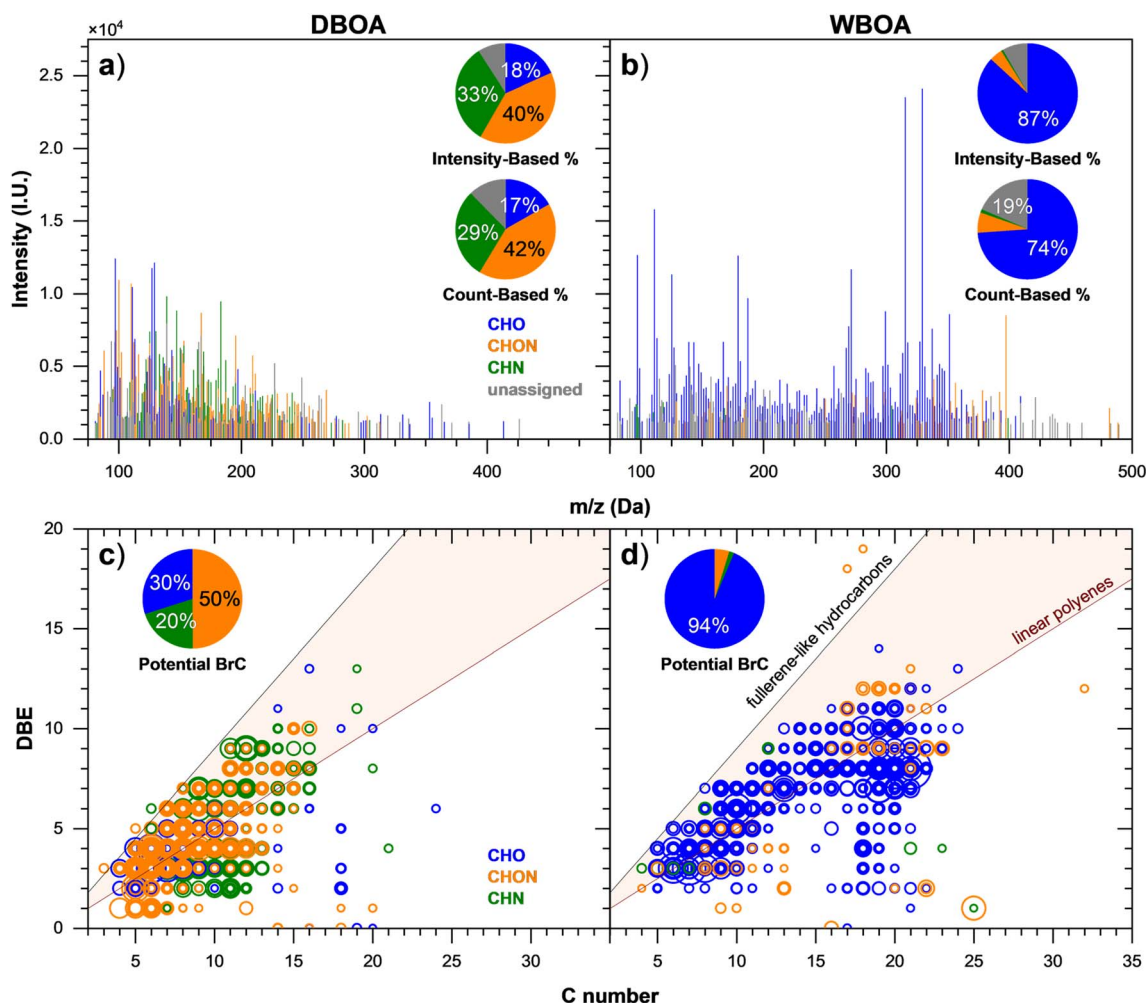 DBOA
WBOA
×10⁴
a)
b)
18%
33%
40%
Intensity-Based %
17%
29%
42%
Count-Based %
CHO
CHON
CHN
unassigned
87%
Intensity-Based %
19%
74%
Count-Based %
Intensity (I.U.)
2.5
2.0
1.5
1.0
0.5
0.0
100
200
300
400
100
200
300
400
500
m/z (Da)
c)
d)
30%
50%
20%
Potential BrC
94%
Potential BrC
fullerene-like hydrocarbons
linear polyenes
CHO
CHON
CHN
DBE
20
15
10
5
0
5
10
15
20
25
30
5
10
15
20
25
30
35
C number